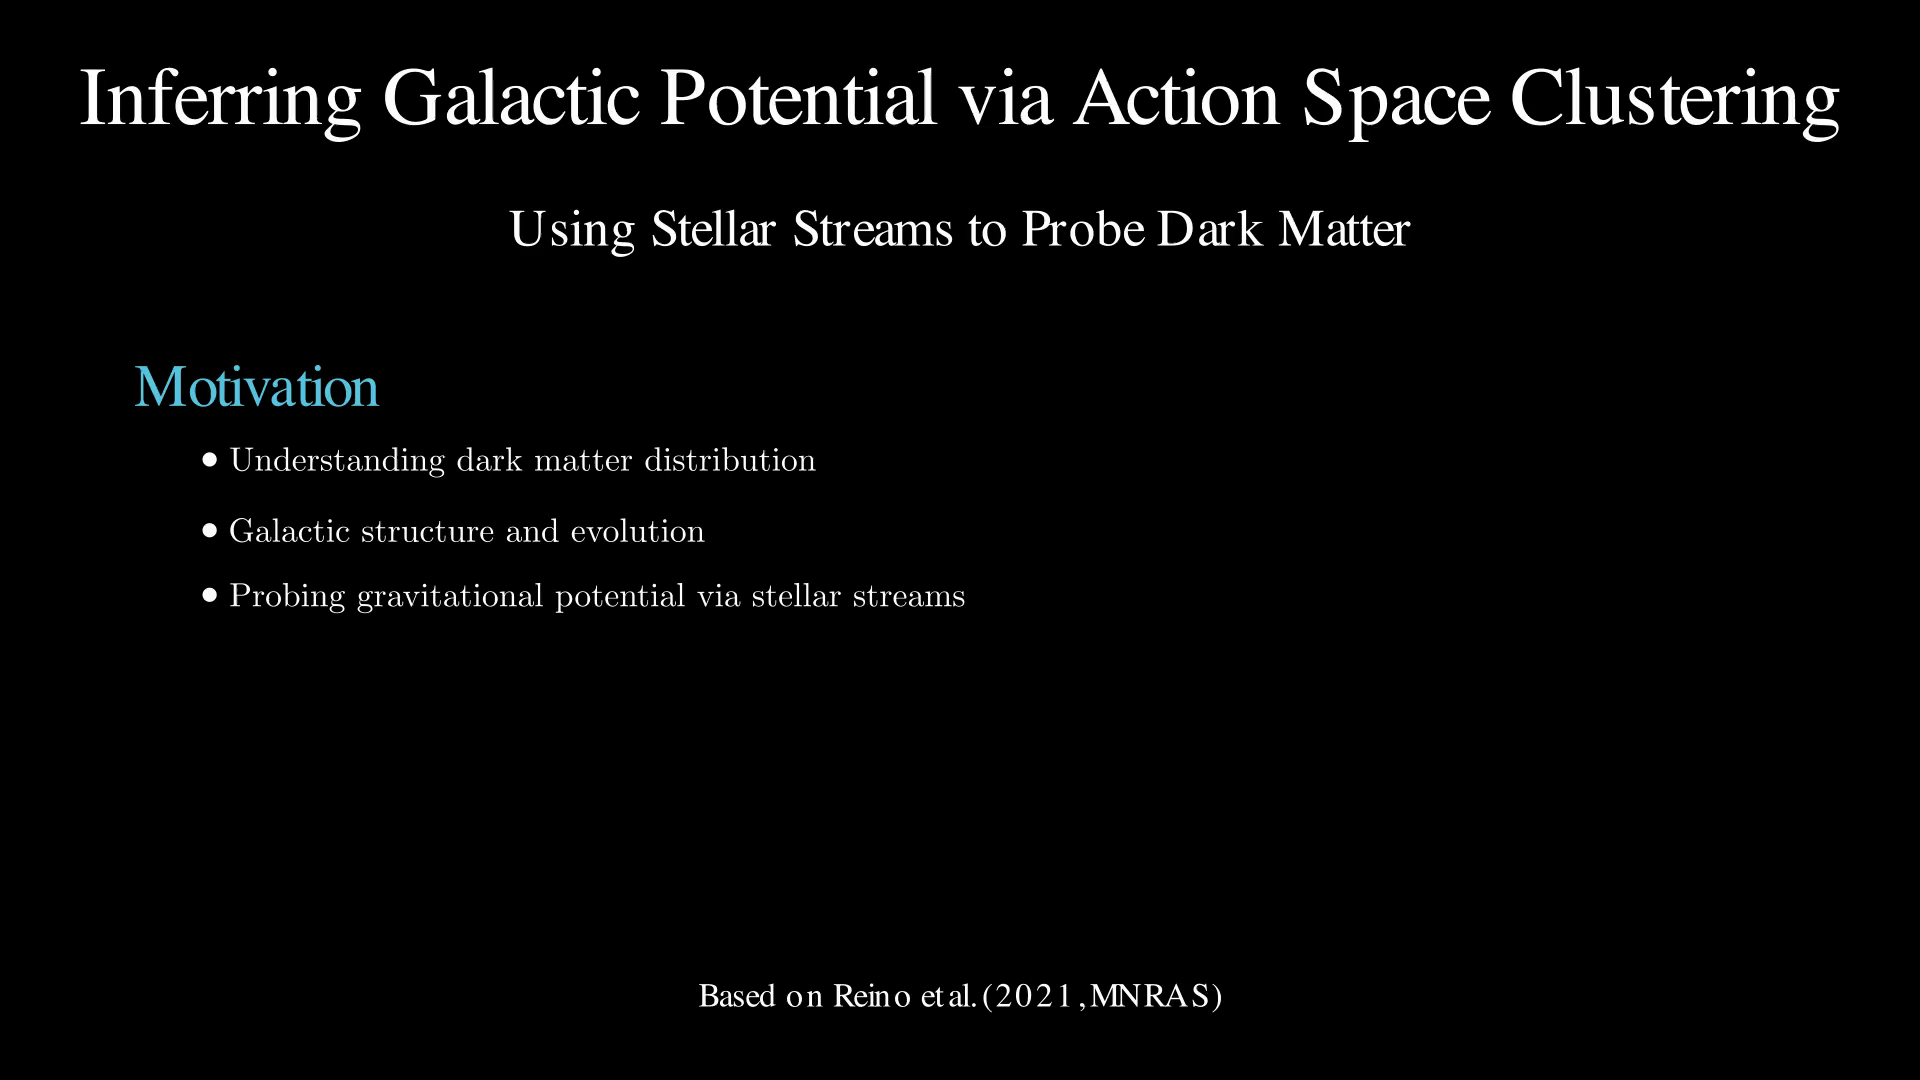 Inferring Galactic Potential via Action Space Clustering
Using Stellar Streams to Probe Dark Matter
Motivation
• Understanding dark matter distribution
• Galactic structure and evolution
• Probing gravitational potential via stellar streams
Based on Reino et al. (2021, MNRAS)